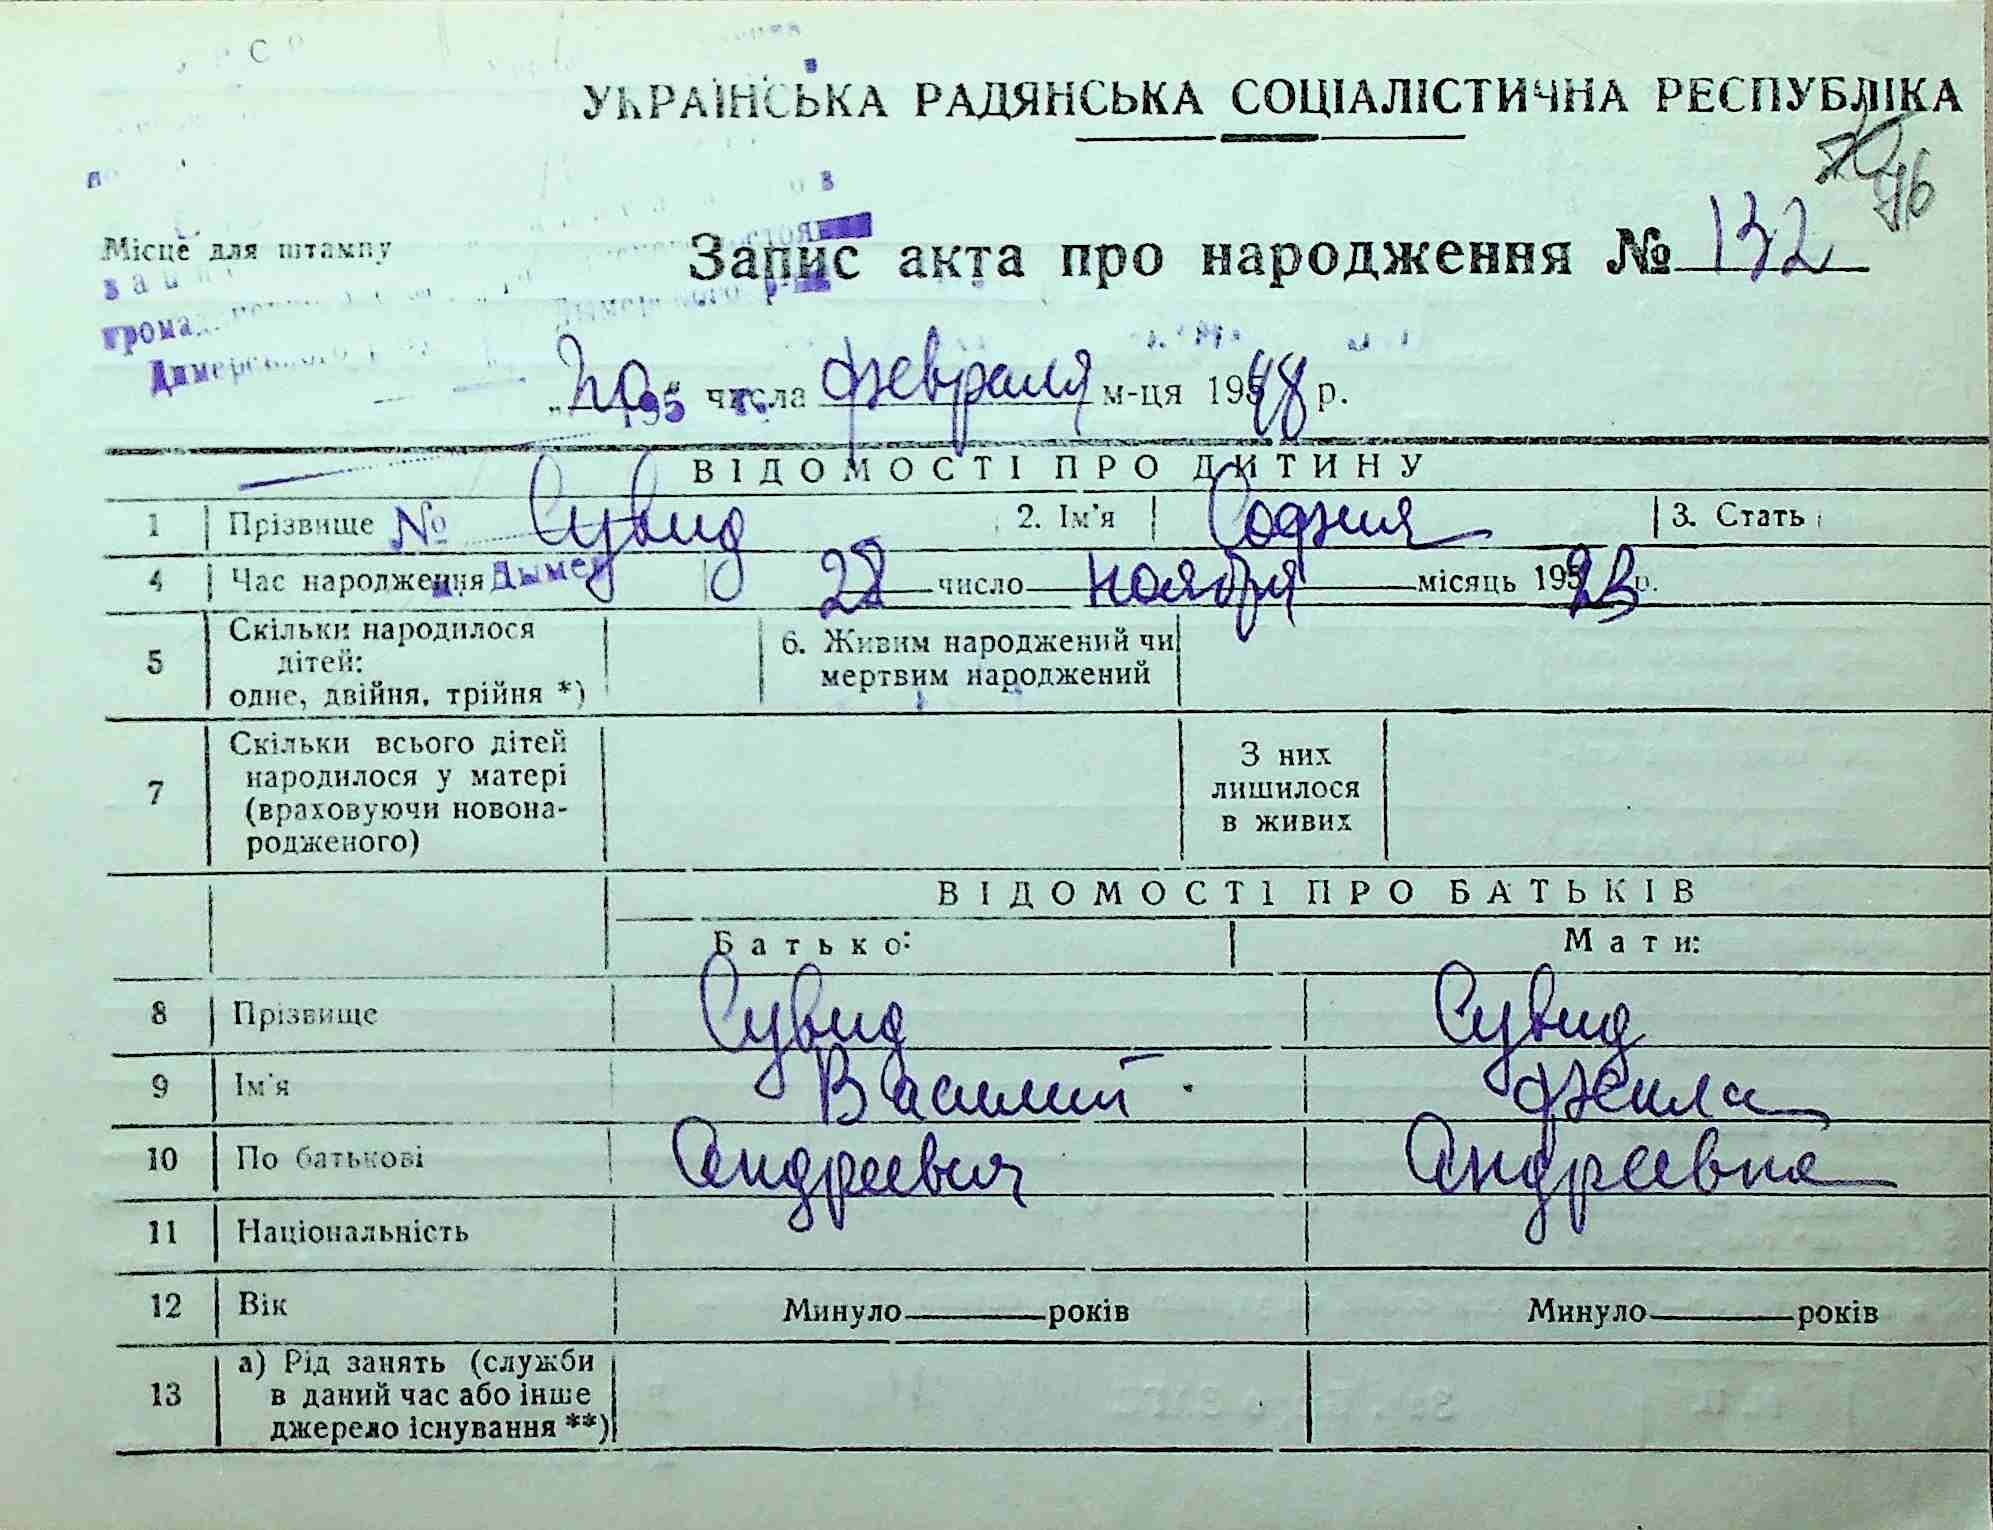 УКРАЇНСЬКА РАДЯНСЬКА СОЦІАЛІСТИЧНА РЕСПУБЛІКА
46
Місце для штампу
Запис акта про народження № 132
"20" числа февраля м-ця 1948 р.
ВІДОМОСТІ ПРО ДИТИНУ
1 Прізвище № Сувид 2. Ім'я София 3. Стать
4 Час народження Дымер 28 число ноября місяць 1923 р.
5 Скільки народилося дітей: одне, двійня, трійня *) 6. Живим народжений чи мертвим народжений
7 Скільки всього дітей народилося у матері (враховуючи новонародженого) З них лишилося в живих
ВІДОМОСТІ ПРО БАТЬКІВ
Батько: Мати:
8 Прізвище Сувид Сувид
9 Ім'я Василий Фекла
10 По батькові Андреевич Андреевна
11 Національність
12 Вік Минуло років Минуло років
13 а) Рід занять (служби в даний час або інше джерело існування **)